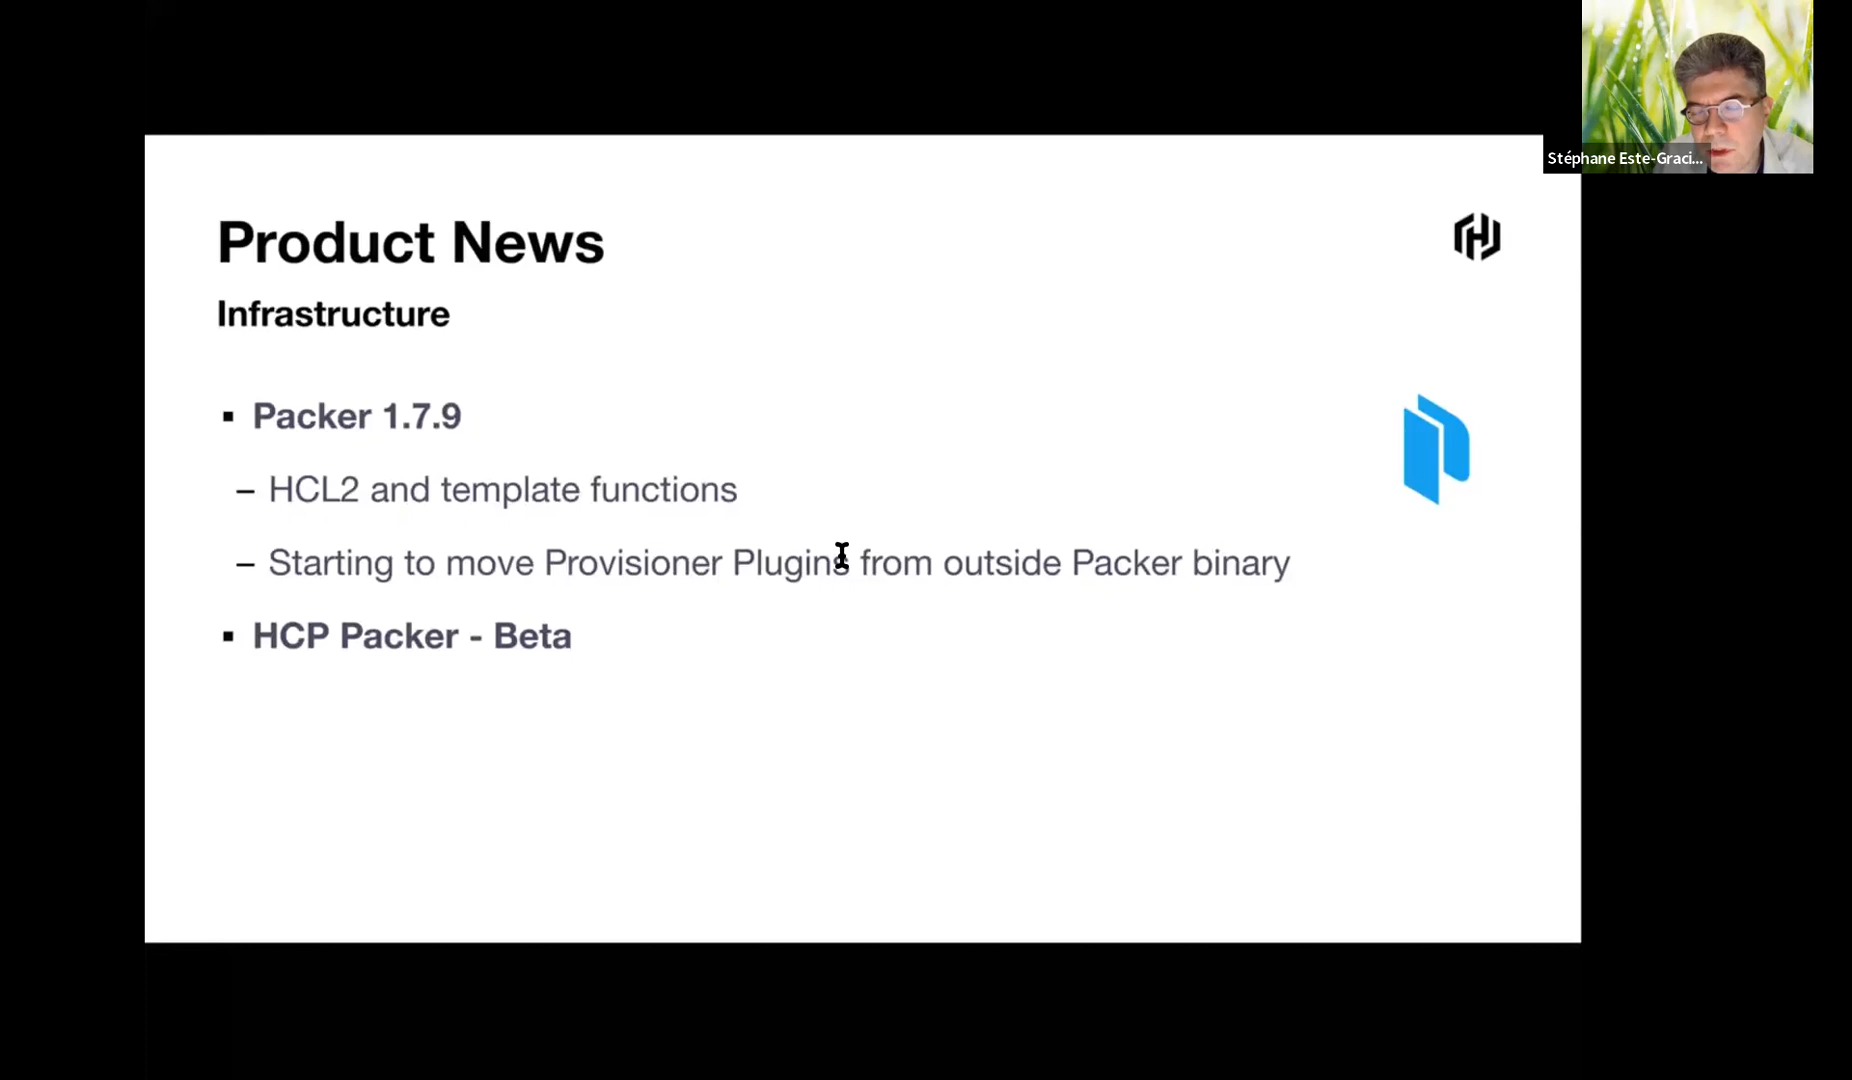 Stéphane Este-Graci...
Product News
Infrastructure
▪ Packer 1.7.9
– HCL2 and template functions
– Starting to move Provisioner Plugins from outside Packer binary
▪ HCP Packer - Beta